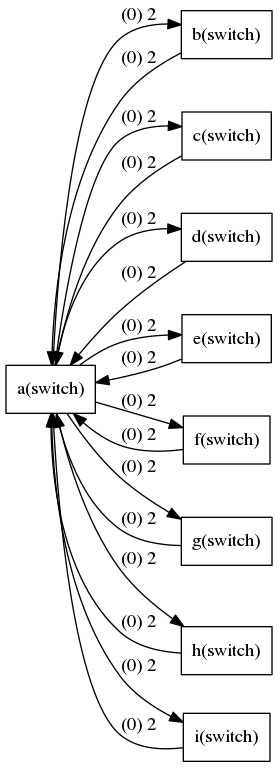 (0) 2
b(switch)
(0) 2
(0) 2
c(switch)
(0) 2
(0) 2
d(switch)
(0) 2
(0) 2
e(switch)
(0) 2
a(switch)
(0) 2
f(switch)
(0) 2
(0) 2
(0) 2
g(switch)
(0) 2
(0) 2
h(switch)
(0) 2
(0) 2
i(switch)